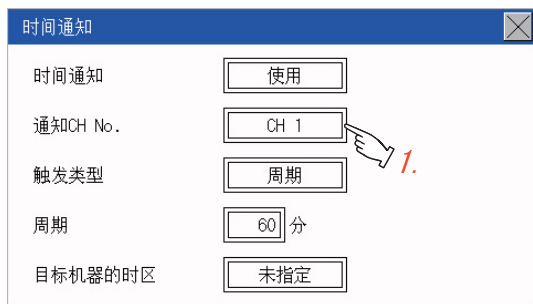 时间通知
时间通知 使用
通知CH No. CH 1
1.
触发类型 周期
周期 60 分
目标机器的时区 未指定